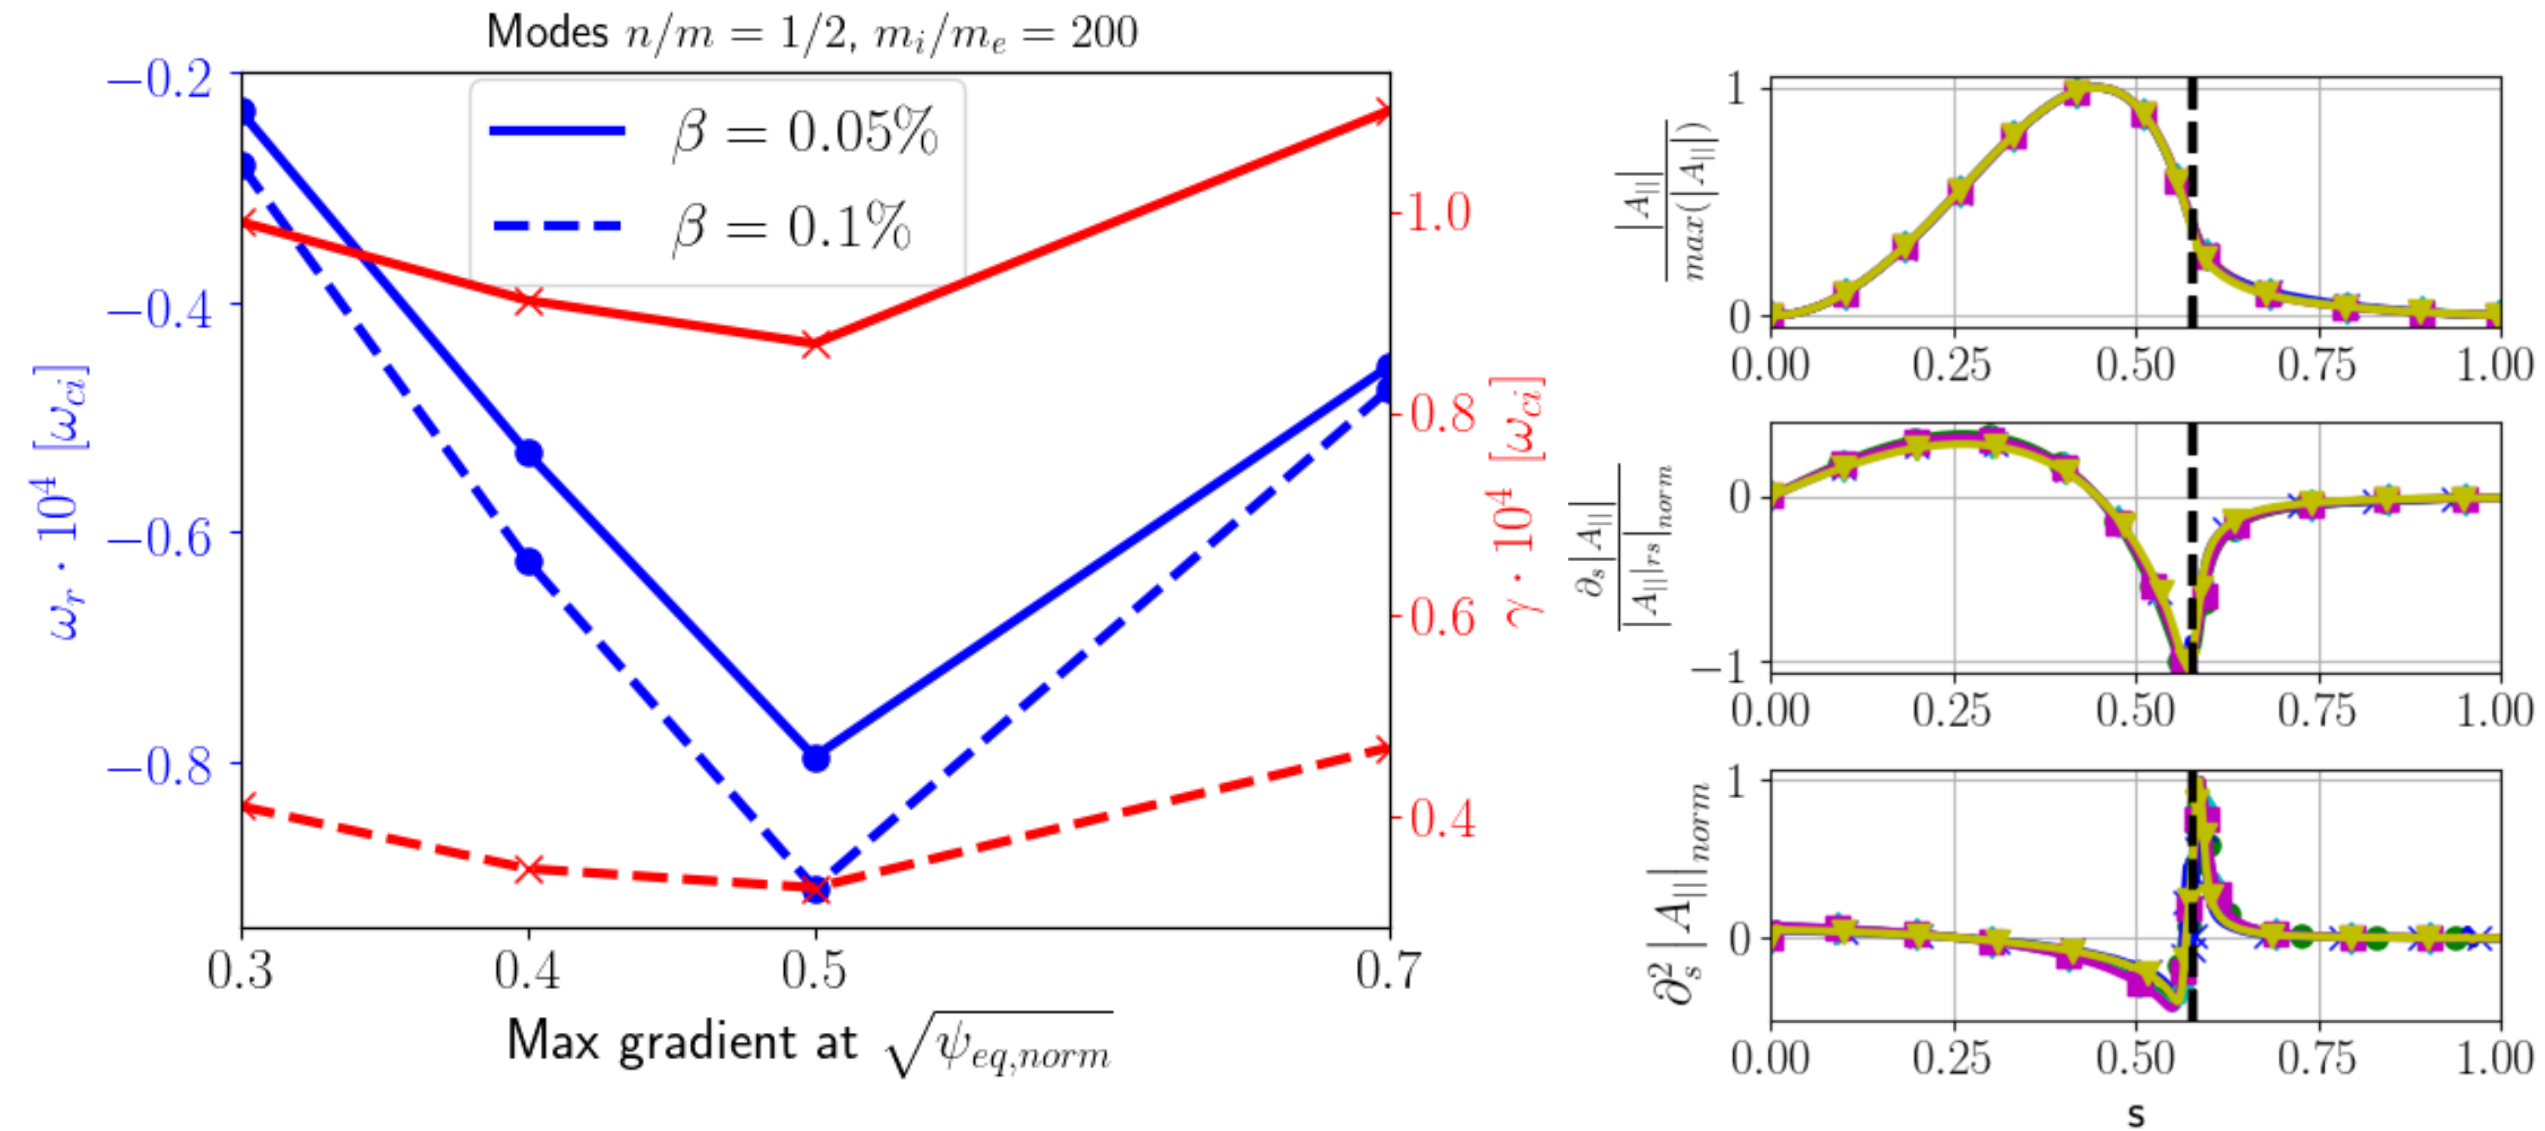 Modes n/m = 1/2, m_i/m_e = 200
−0.2
−0.4
−0.6
−0.8
ω_r · 10^4 [ω_ci]
β = 0.05%
β = 0.1%
1.0
0.8
0.6
0.4
γ · 10^4 [ω_ci]
0.3 0.4 0.5 0.7
Max gradient at √ψ_eq,norm
|A_||| / max(|A_|||)
1
0
0.00 0.25 0.50 0.75 1.00
∂_s|A_||| / |A_|||_rs|_norm
0
−1
0.00 0.25 0.50 0.75 1.00
∂_s^2 |A_|||_norm
1
0
0.00 0.25 0.50 0.75 1.00
s